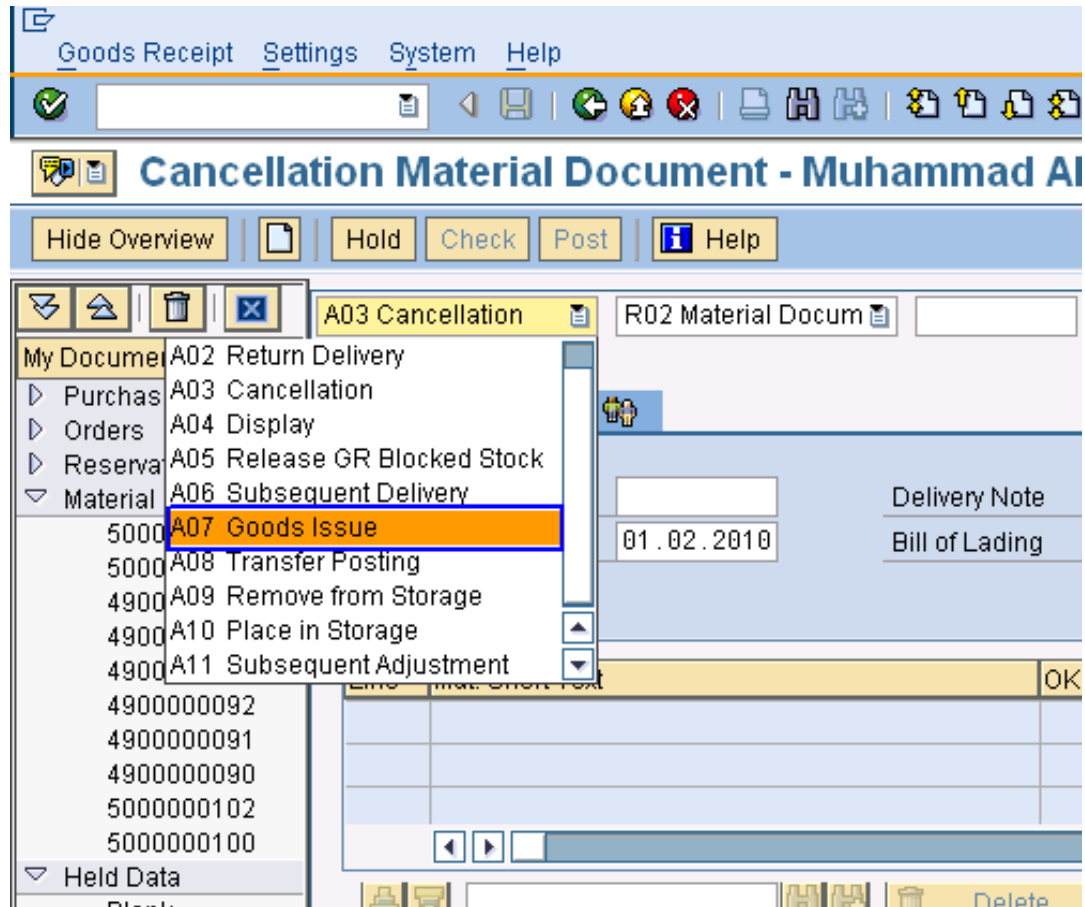 Goods Receipt Settings System Help
Cancellation Material Document - Muhammad
Hide Overview Hold Check Post Help
A03 Cancellation R02 Material Docum
My
A02 Return Delivery
A03 Cancellation
A04 Display
A05 Release GR Blocked Stock
A06 Subsequent Delivery
A07 Goods Issue
A08 Transfer Posting
A09 Remove from Storage
A10 Place in Storage
A11 Subsequent Adjustment
Purchas
Orders
Reserva
Material
5000
5000
4900
4900
4900
4900000092
4900000091
4900000090
5000000102
5000000100
Held Data
Delivery Note
01.02.2010 Bill of Lading
OK
Delete